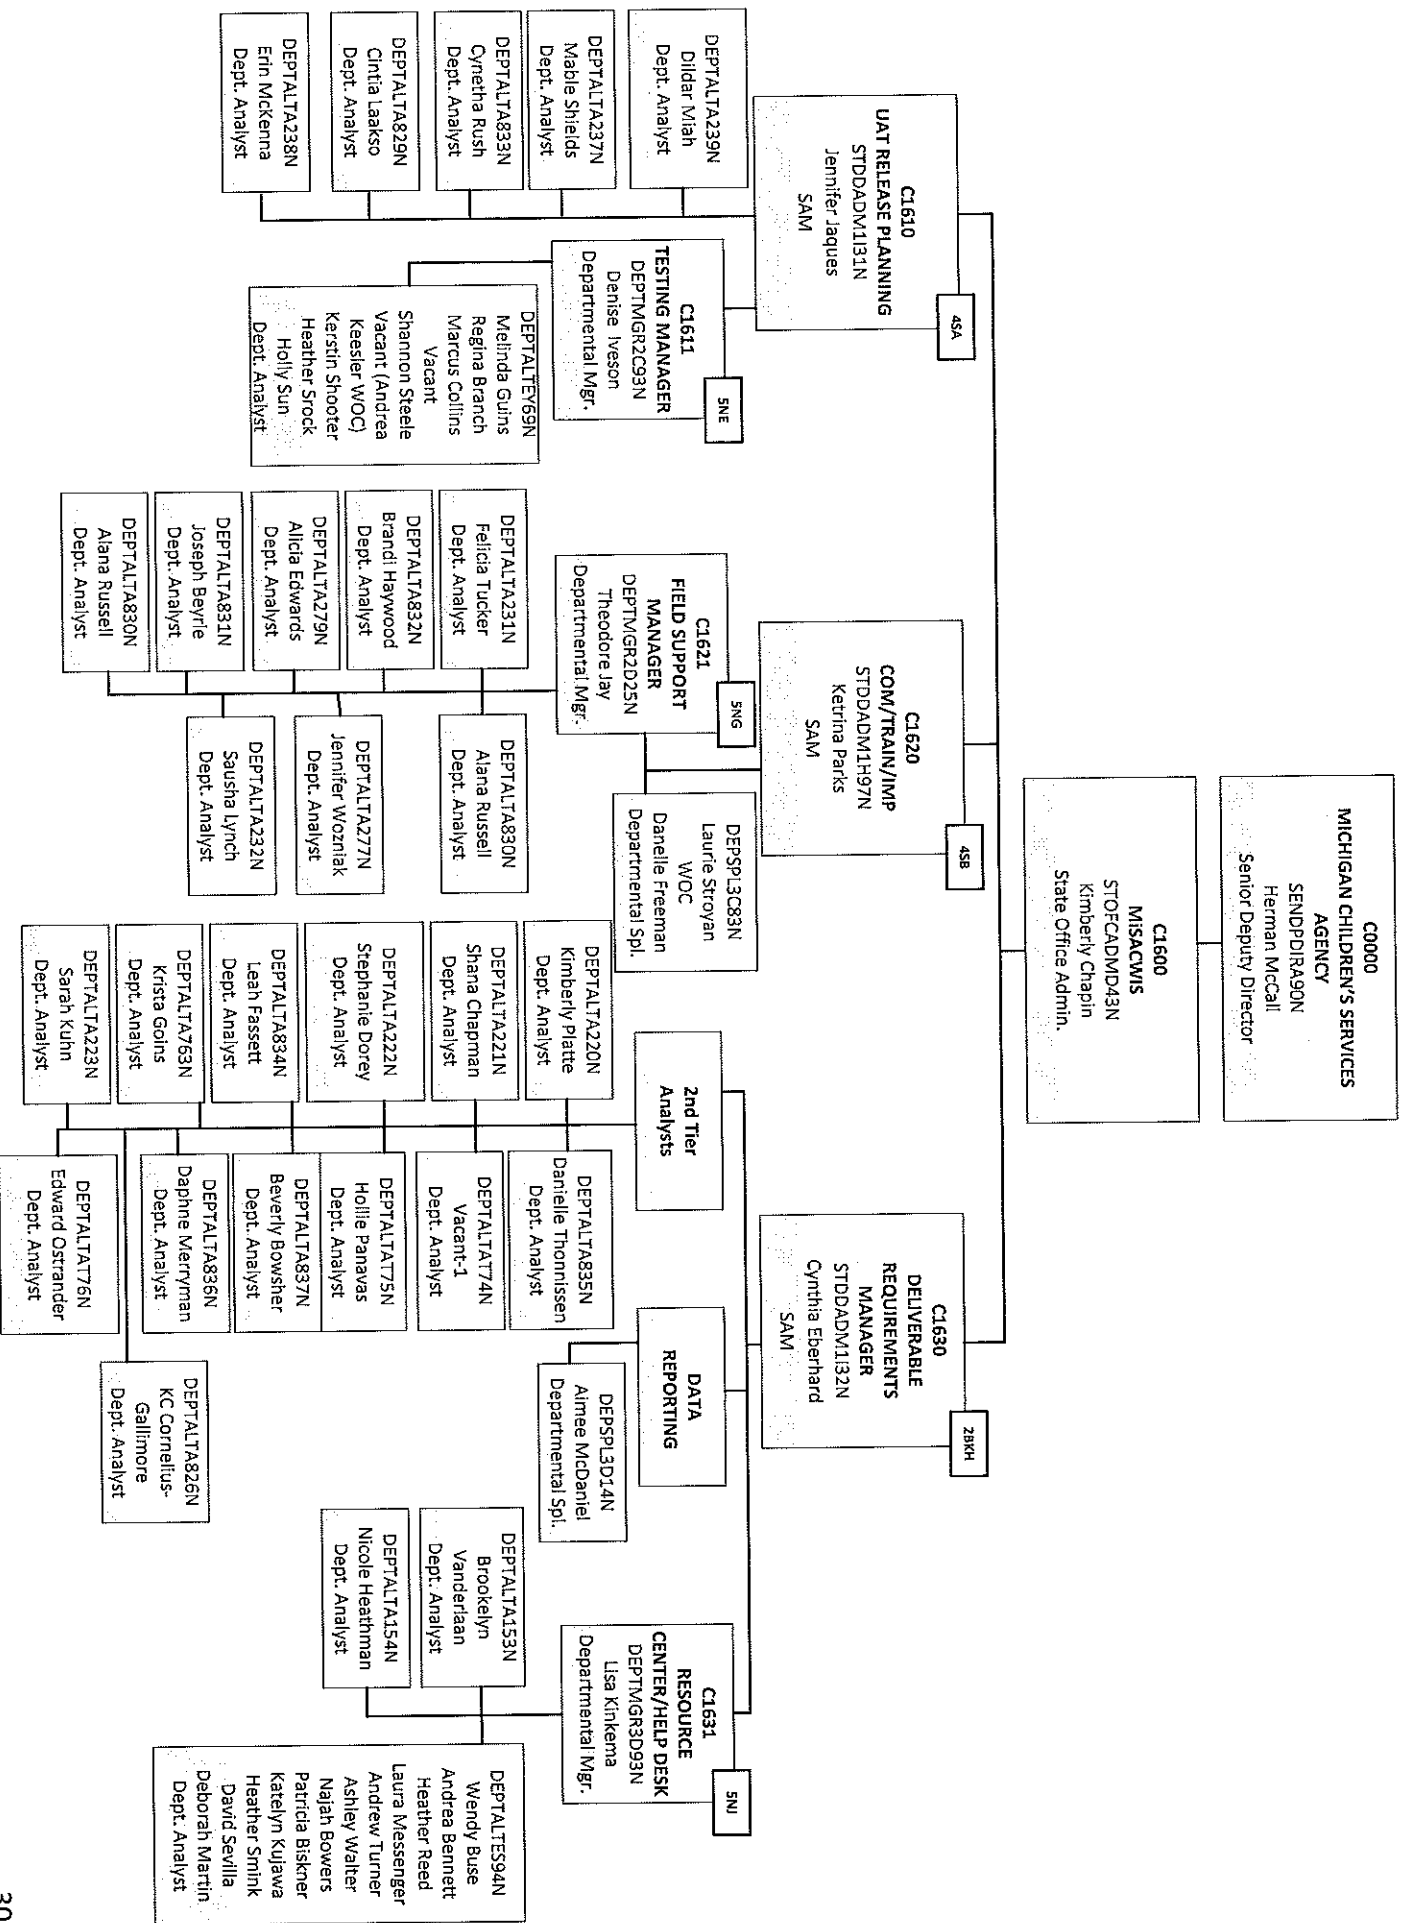 C0000
MICHIGAN CHILDREN'S SERVICES
AGENCY
SENDPDIRA90N
Herman McCall
Senior Deputy Director
C1600
MiSACWIS
STOFCADMD43N
Kimberly Chapin
State Office Admin.
C1610
UAT RELEASE PLANNING
STDDADM1I31N
Jennifer Jaques
SAM
4SA
DEPTALTA239N
Dildar Miah
Dept. Analyst
DEPTALTA237N
Mable Shields
Dept. Analyst
DEPTALTA833N
Cynetha Rush
Dept. Analyst
DEPTALTA829N
Cintia Laakso
Dept. Analyst
DEPTALTA238N
Erin McKenna
Dept. Analyst
C1611
TESTING MANAGER
DEPTMGR2C93N
Denise Iveson
Departmental Mgr.
5NE
DEPTALTEY69N
Melinda Guins
Regina Branch
Marcus Collins
Vacant
Shannon Steele
Vacant (Andrea
Keesler WOC)
Kerstin Shooter
Heather Srock
Holly Sun
Dept. Analyst
C1620
COM/TRAIN/IMP
STDDADM1H97N
Ketrina Parks
SAM
4SB
C1621
FIELD SUPPORT
MANAGER
DEPTMGR2D25N
Theodore Jay
Departmental Mgr.
5NG
DEPSPL3C83N
Laurie Stroyan
WOC
Danelle Freeman
Departmental Spl.
DEPTALTA231N
Felicia Tucker
Dept. Analyst
DEPTALTA832N
Brandi Haywood
Dept. Analyst
DEPTALTA279N
Alicia Edwards
Dept. Analyst
DEPTALTA831N
Joseph Beyrle
Dept. Analyst
DEPTALTA830N
Alana Russell
Dept. Analyst
DEPTALTA830N
Alana Russell
Dept. Analyst
DEPTALTA277N
Jennifer Wozniak
Dept. Analyst
DEPTALTA232N
Sausha Lynch
Dept. Analyst
C1630
DELIVERABLE
REQUIREMENTS
MANAGER
STDDADM1I32N
Cynthia Eberhard
SAM
2BKH
2nd Tier
Analysts
DEPTALTA220N
Kimberly Platte
Dept. Analyst
DEPTALTA221N
Shana Chapman
Dept. Analyst
DEPTALTA222N
Stephanie Dorey
Dept. Analyst
DEPTALTA834N
Leah Fassett
Dept. Analyst
DEPTALTA763N
Krista Goins
Dept. Analyst
DEPTALTA223N
Sarah Kuhn
Dept. Analyst
DEPTALTA835N
Danielle Thonnissen
Dept. Analyst
DEPTALTAT74N
Vacant-1
Dept. Analyst
DEPTALTAT75N
Hollie Panavas
Dept. Analyst
DEPTALTA837N
Beverly Bowsher
Dept. Analyst
DEPTALTA836N
Daphne Merryman
Dept. Analyst
DEPTALTAT76N
Edward Ostrander
Dept. Analyst
DEPTALTA826N
KC Cornelius-
Gallimore
Dept. Analyst
DATA
REPORTING
DEPSPL3D14N
Aimee McDaniel
Departmental Spl.
C1631
RESOURCE
CENTER/HELP DESK
DEPTMGR3D93N
Lisa Kinkema
Departmental Mgr.
5NJ
DEPTALTA153N
Brookelyn
Vanderlaan
Dept. Analyst
DEPTALTA154N
Nicole Heathman
Dept. Analyst
DEPTALTES94N
Wendy Buse
Andrea Bennett
Heather Reed
Laura Messenger
Andrew Turner
Ashley Walter
Najah Bowers
Patricia Biskner
Katelyn Kujawa
Heather Smink
David Sevilla
Deborah Martin
Dept. Analyst
30